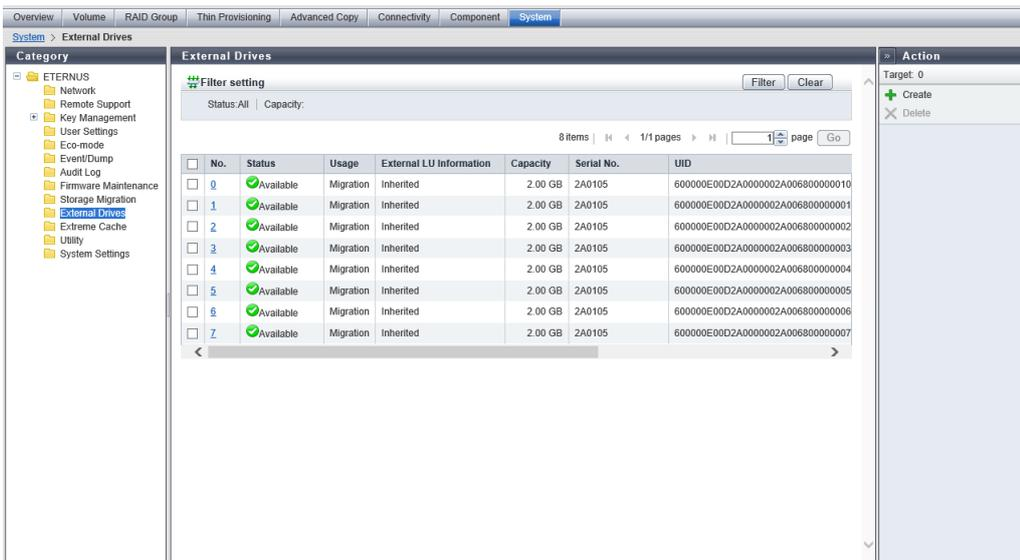 Overview Volume RAID Group Thin Provisioning Advanced Copy Connectivity Component System
System > External Drives
Category
ETERNUS
Network
Remote Support
Key Management
User Settings
Eco-mode
Event/Dump
Audit Log
Firmware Maintenance
Storage Migration
External Drives
Extreme Cache
Utility
System Settings
External Drives
Filter setting Filter Clear
Status:All | Capacity:
8 items | 1/1 pages | 1 page Go
No. Status Usage External LU Information Capacity Serial No. UID
0 Available Migration Inherited 2.00 GB 2A0105 600000E00D2A0000002A006800000010
1 Available Migration Inherited 2.00 GB 2A0105 600000E00D2A0000002A006800000001
2 Available Migration Inherited 2.00 GB 2A0105 600000E00D2A0000002A006800000002
3 Available Migration Inherited 2.00 GB 2A0105 600000E00D2A0000002A006800000003
4 Available Migration Inherited 2.00 GB 2A0105 600000E00D2A0000002A006800000004
5 Available Migration Inherited 2.00 GB 2A0105 600000E00D2A0000002A006800000005
6 Available Migration Inherited 2.00 GB 2A0105 600000E00D2A0000002A006800000006
7 Available Migration Inherited 2.00 GB 2A0105 600000E00D2A0000002A006800000007
» Action
Target: 0
Create
Delete